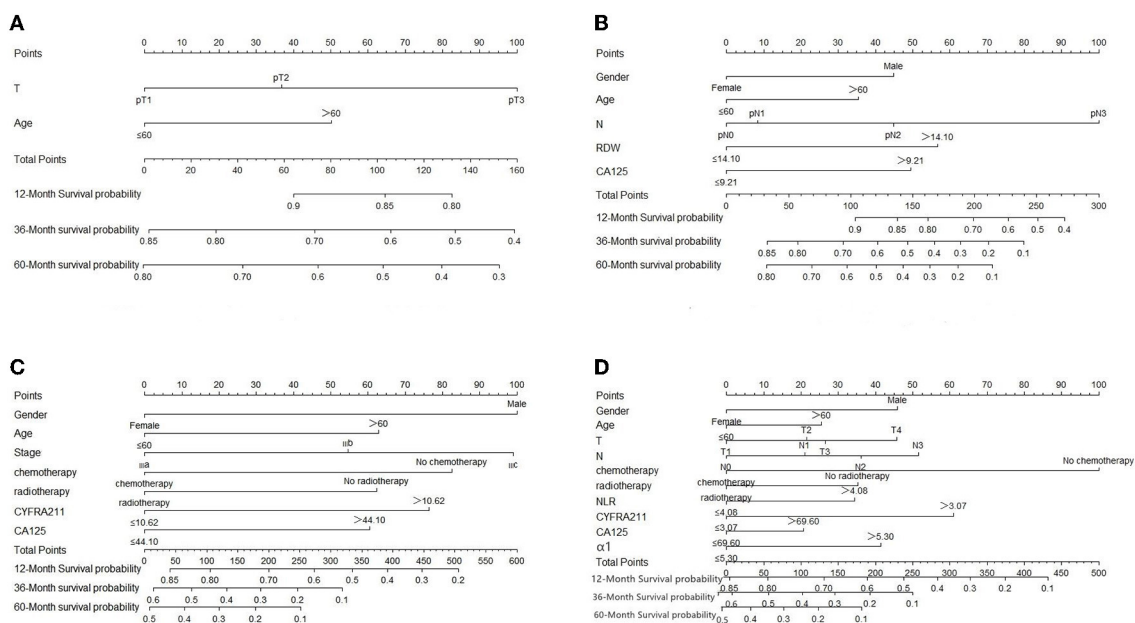 A
0 10 20 30 40 50 60 70 80 90 100
Points
pT2
T
pT1 pT3
>60
Age
≤60
Total Points
0 20 40 60 80 100 120 140 160
12-Month Survival probability
0.9 0.85 0.80
36-Month survival probability
0.85 0.80 0.70 0.6 0.5 0.4
60-Month survival probability
0.80 0.70 0.6 0.5 0.4 0.3
B
0 10 20 30 40 50 60 70 80 90 100
Points
Male
Gender
Female
>60
Age
≤60
pN1 pN3
N
pN0 pN2
>14.10
RDW
≤14.10
>9.21
CA125
≤9.21
Total Points
0 50 100 150 200 250 300
12-Month Survival probability
0.9 0.85 0.80 0.70 0.6 0.5 0.4
36-Month survival probability
0.85 0.80 0.70 0.6 0.5 0.4 0.3 0.2 0.1
60-Month survival probability
0.80 0.70 0.6 0.5 0.4 0.3 0.2 0.1
C
0 10 20 30 40 50 60 70 80 90 100
Points
Male
Gender
Female
>60
Age
≤60
IIIb
Stage
IIIa IIIc
No chemotherapy
chemotherapy
chemotherapy
No radiotherapy
radiotherapy
radiotherapy
>10.62
CYFRA211
≤10.62
>44.10
CA125
≤44.10
Total Points
0 50 100 150 200 250 300 350 400 450 500 550 600
12-Month Survival probability
0.85 0.80 0.70 0.6 0.5 0.4 0.3 0.2
36-Month survival probability
0.6 0.5 0.4 0.3 0.2 0.1
60-Month survival probability
0.5 0.4 0.3 0.2 0.1
D
0 10 20 30 40 50 60 70 80 90 100
Points
Male
Gender
Female
>60
Age
≤60
T2 T4
T
T1 T3
N1 N3
N
N0 N2
No chemotherapy
chemotherapy
chemotherapy
No radiotherapy
radiotherapy
radiotherapy
>4.08
NLR
≤4.08
>3.07
CYFRA211
≤3.07
>69.60
CA125
≤69.60
>5.30
α1
≤5.30
Total Points
0 50 100 150 200 250 300 350 400 450 500
12-Month Survival probability
0.85 0.80 0.70 0.6 0.5 0.4 0.3 0.2 0.1
36-Month Survival probability
0.6 0.5 0.4 0.3 0.2 0.1
60-Month Survival probability
0.5 0.4 0.3 0.2 0.1